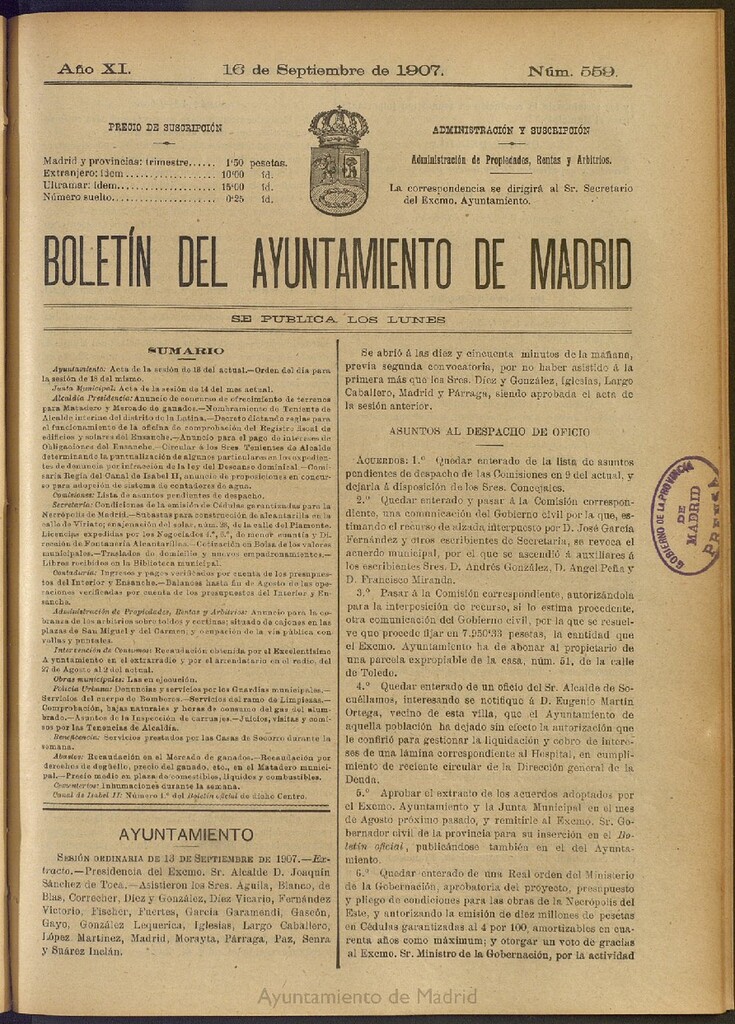 Año XI.
16 de Septiembre de 1907.
Núm. 559.
PRECIO DE SUSCRIPCIÓN
Madrid y provincias: trimestre..... 1'50 pesetas.
Extranjero: ídem.................. 10'00 íd.
Ultramar: ídem.................... 15'00 íd.
Número suelto..................... 0'25 íd.
ADMINISTRACIÓN Y SUSCRIPCIÓN
Administración de Propiedades, Rentas y Arbitrios.
La correspondencia se dirigirá al Sr. Secretario
del Excmo. Ayuntamiento.
BOLETÍN DEL AYUNTAMIENTO DE MADRID
SE PUBLICA LOS LUNES
SUMARIO
Ayuntamiento: Acta de la sesión de 13 del actual.—Orden del día para
la sesión de 18 del mismo.
Junta Municipal: Acta de la sesión de 14 del mes actual.
Alcaldía Presidencia: Anuncio de concurso de ofrecimiento de terrenos
para Matadero y Mercado de ganados.—Nombramiento de Teniente de
Alcalde interino del distrito de la Latina.—Decreto dictando reglas para
el funcionamiento de la oficina de comprobación del Registro fiscal de
edificios y solares del Ensanche.—Anuncio para el pago de intereses de
Obligaciones del Ensanche.—Circular á los Sres Tenientes de Alcalde
determinando la puntualización de algunos particulares en los expedien-
tes de denuncia por infracción de la ley del Descanso dominical.—Comi-
saría Regia del Canal de Isabel II, anuncio de proposiciones en concur-
so para adopción de sistema de contadores de agua.
Comisiones: Lista de asuntos pendientes de despacho.
Secretaría: Condiciones de la emisión de Cédulas garantizadas para la
Necrópolis de Madrid.—Subastas para construcción de alcantarilla en la
calle de Viriato; enajenación del solar, núm. 28, de la calle del Piamonte.
Licencias expedidas por los Negociados 4.º, 5.º, de menor cuantía y Di-
rección de Fontanería Alcantarillas.—Cotización en Bolsa de los valores
municipales.—Traslados de domicilio y nuevos empadronamientos.—
Libros recibidos en la Biblioteca municipal.
Contaduría: Ingresos y pagos verificados por cuenta de los presupuestos
del Interior y Ensanche.—Balances hasta fin de Agosto de las operaciones
verificadas por cuenta de los presupuestos del Interior y En-
sanche.
Administración de Propiedades, Rentas y Arbitrios: Anuncio para la co-
branza de los arbitrios sobre toldos y cortinas; situado de cajones en las
plazas de San Miguel y del Carmen, y ocupación de la vía pública con
vallas y puntales.
Intervención de Consumos: Recaudación obtenida por el Excelentísimo
Ayuntamiento en el extrarradio y por el arrendatario en el radio, del
27 de Agosto al 2 del actual.
Obras municipales: Las en ejecución.
Policía Urbana: Denuncias y servicios por los Guardias municipales.—
Servicios del cuerpo de Bomberos.—Servicios del ramo de Limpiezas.—
Comprobación, bajas naturales y horas de consumo del gas del alum-
brado.—Asuntos de la Inspección de carruajes.—Juicios, visitas y comi-
sos por las Tenencias de Alcaldía.
Beneficencia: Servicios prestados por las Casas de Socorro durante la
semana.
Abastos: Recaudación en el Mercado de ganados.—Recaudación por
derechos de degüello, precio del ganado, etc., en el Matadero munici-
pal.—Precio medio en plaza de comestibles, líquidos y combustibles.
Cementerios: Inhumaciones durante la semana.
Canal de Isabel II: Número 1.º del Boletín oficial de dicho Centro.
AYUNTAMIENTO
SESIÓN ORDINARIA DE 13 DE SEPTIEMBRE DE 1907.—Ex-
tracto.—Presidencia del Excmo. Sr. Alcalde D. Joaquín
Sánchez de Toca.—Asistieron los Sres. Águila, Blanco, de
Blas, Correcher, Díez y González, Díez Vicario, Fernández
Victorio, Fischer, Fuertes, García Garamendi, Gascón,
Gayo, González Lequerica, Iglesias, Largo Caballero,
López Martínez, Madrid, Morayta, Párraga, Paz, Senra
y Suárez Inclán.
Se abrió á las diez y cincuenta minutos de la mañana,
previa segunda convocatoria, por no haber asistido á la
primera más que los Sres. Díez y González, Iglesias, Largo
Caballero, Madrid y Párraga, siendo aprobada el acta de
la sesión anterior.
ASUNTOS AL DESPACHO DE OFICIO
ACUERDOS: 1.º Quedar enterado de la lista de asuntos
pendientes de despacho de las Comisiones en 9 del actual, y
dejarla á disposición de los Sres. Concejales.
2.º Quedar enterado y pasar á la Comisión correspon-
diente, una comunicación del Gobierno civil por la que, es-
timando el recurso de alzada interpuesto por D. José García
Fernández y otros escribientes de Secretaría, se revoca el
acuerdo municipal, por el que se ascendió á auxiliares á
los escribientes Sres. D. Andrés González, D. Angel Peña y
D. Francisco Miranda.
3.º Pasar á la Comisión correspondiente, autorizándola
para la interposición de recurso, si lo estima procedente,
otra comunicación del Gobierno civil, por la que se resuel-
ve que procede fijar en 7.950'33 pesetas, la cantidad que
el Excmo. Ayuntamiento ha de abonar al propietario de
una parcela expropiable de la casa, núm. 51, de la calle
de Toledo.
4.º Quedar enterado de un oficio del Sr. Alcalde de So-
cuéllamos, interesando se notifique á D. Eugenio Martín
Ortega, vecino de esta villa, que el Ayuntamiento de
aquella población ha dejado sin efecto la autorización que
le confirió para gestionar la liquidación y cobro de intere-
ses de una lámina correspondiente al Hospital, en cumpli-
miento de reciente circular de la Dirección general de la
Deuda.
5.º Aprobar el extracto de los acuerdos adoptados por
el Excmo. Ayuntamiento y la Junta Municipal en el mes
de Agosto próximo pasado, y remitirle al Excmo. Sr. Go-
bernador civil de la provincia para su inserción en el Bo-
letín oficial, publicándose también en el del Ayunta-
miento.
6.º Quedar enterado de una Real orden del Ministerio
de la Gobernación, aprobatoria del proyecto, presupuesto
y pliego de condiciones para las obras de la Necrópolis del
Este, y autorizando la emisión de diez millones de pesetas
en Cédulas garantizadas al 4 por 100, amortizables en cua-
renta años como máximum; y otorgar un voto de gracias
al Excmo. Sr. Ministro de la Gobernación, por la actividad
GOBIERNO DE LA PROVINCIA
DE
MADRID
PRENSA
Ayuntamiento de Madrid